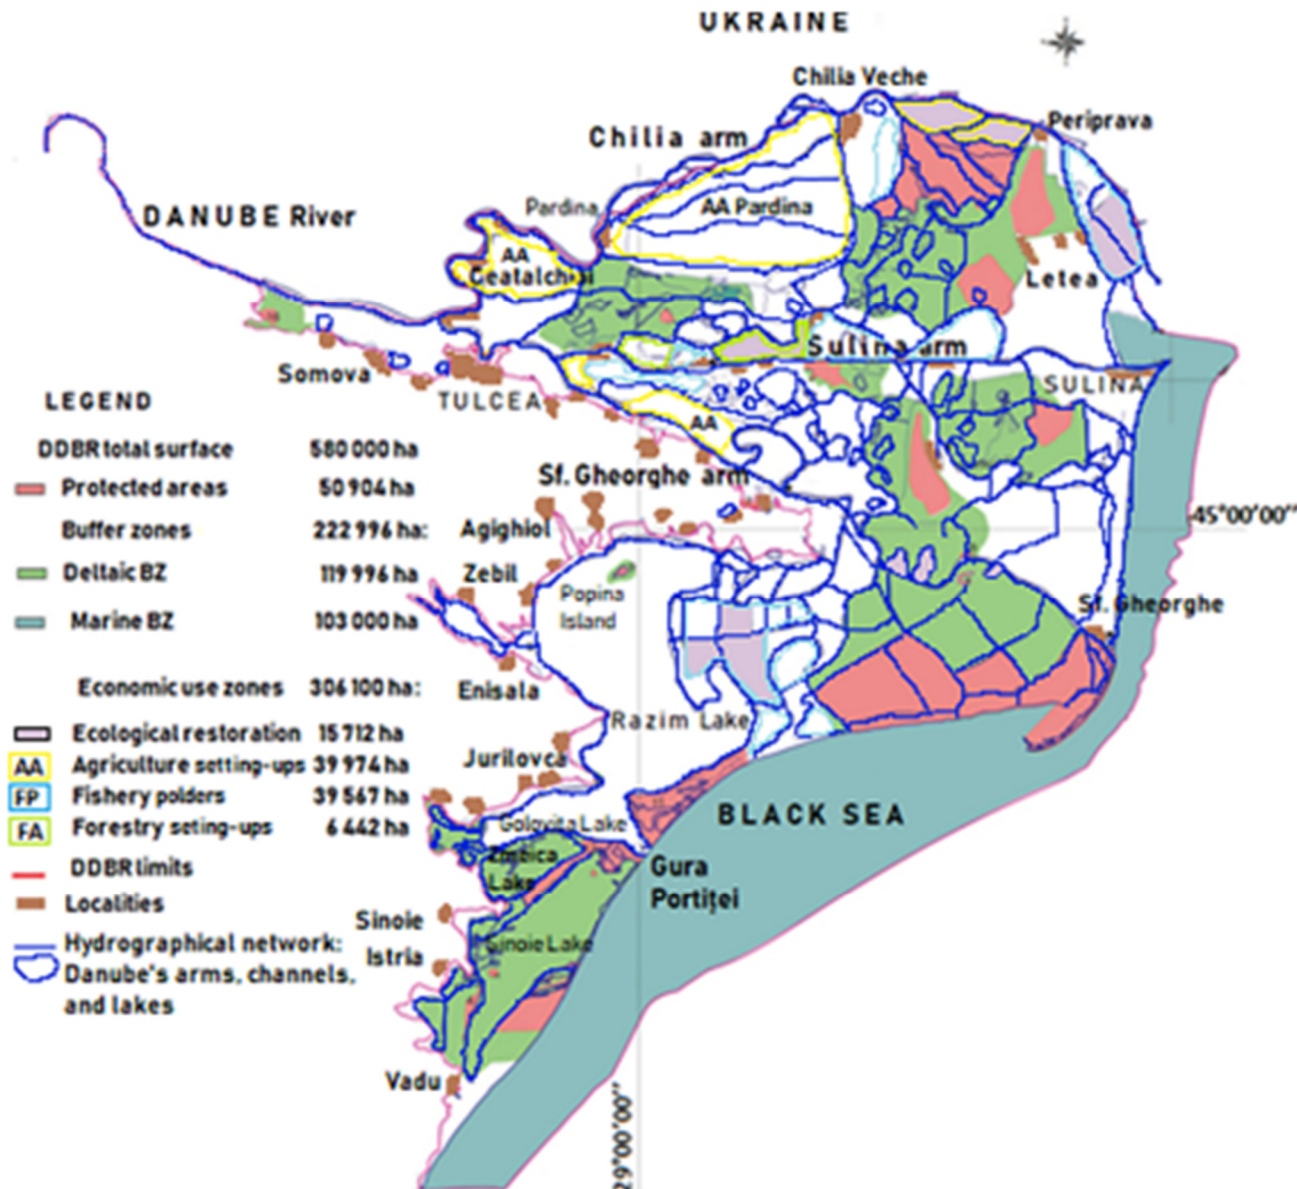 UKRAINE
Chilia Veche
Periprava
Chilia arm
DANUBE River
Pardina
AA Pardina
AA
Ceatalchioi
Letea
Sulina arm
Somova
SULINA
TULCEA
AA
LEGEND
DDBR total surface 580 000 ha
Protected areas 50 904 ha
Buffer zones 222 996 ha:
Deltaic BZ 119 996 ha
Marine BZ 103 000 ha
Economic use zones 306 100 ha:
Ecological restoration 15 712 ha
AA Agriculture setting-ups 39 974 ha
FP Fishery polders 39 567 ha
FA Forestry seting-ups 6 442 ha
DDBR limits
Localities
Hydrographical network:
Danube's arms, channels,
and lakes
Sf. Gheorghe arm
45°00'00"
Agighiol
Zebil
Popina
Island
Sf. Gheorghe
Enisala
Razim Lake
Jurilovca
BLACK SEA
Golovita Lake
Zmeica
Lake
Gura
Portiței
Sinoie
Sinoie Lake
Istria
Vadu
29°00'00"